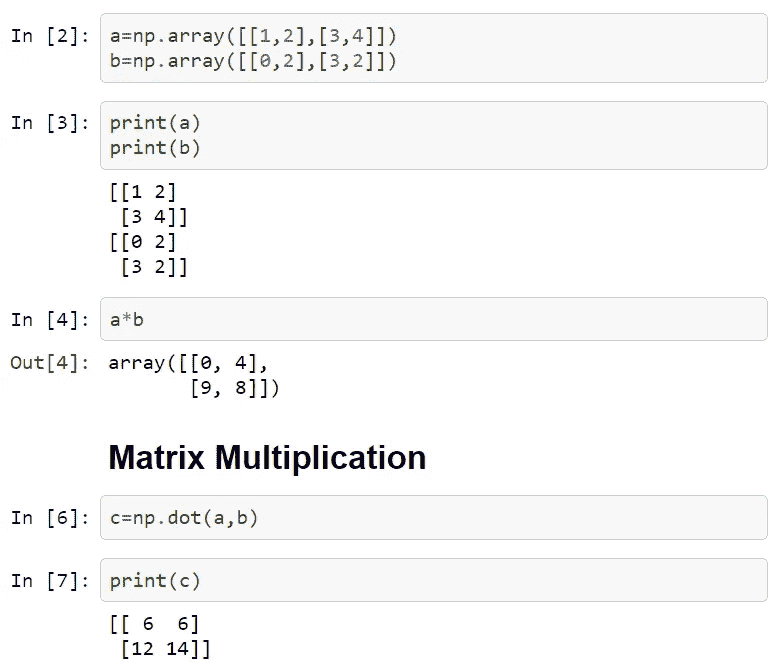 In [2]: a=np.array([[1,2],[3,4]])
b=np.array([[0,2],[3,2]])
In [3]: print(a)
print(b)
[[1 2]
[3 4]]
[[0 2]
[3 2]]
In [4]: a*b
Out[4]: array([[0, 4],
[9, 8]])
Matrix Multiplication
In [6]: c=np.dot(a,b)
In [7]: print(c)
[[ 6  6]
[12 14]]